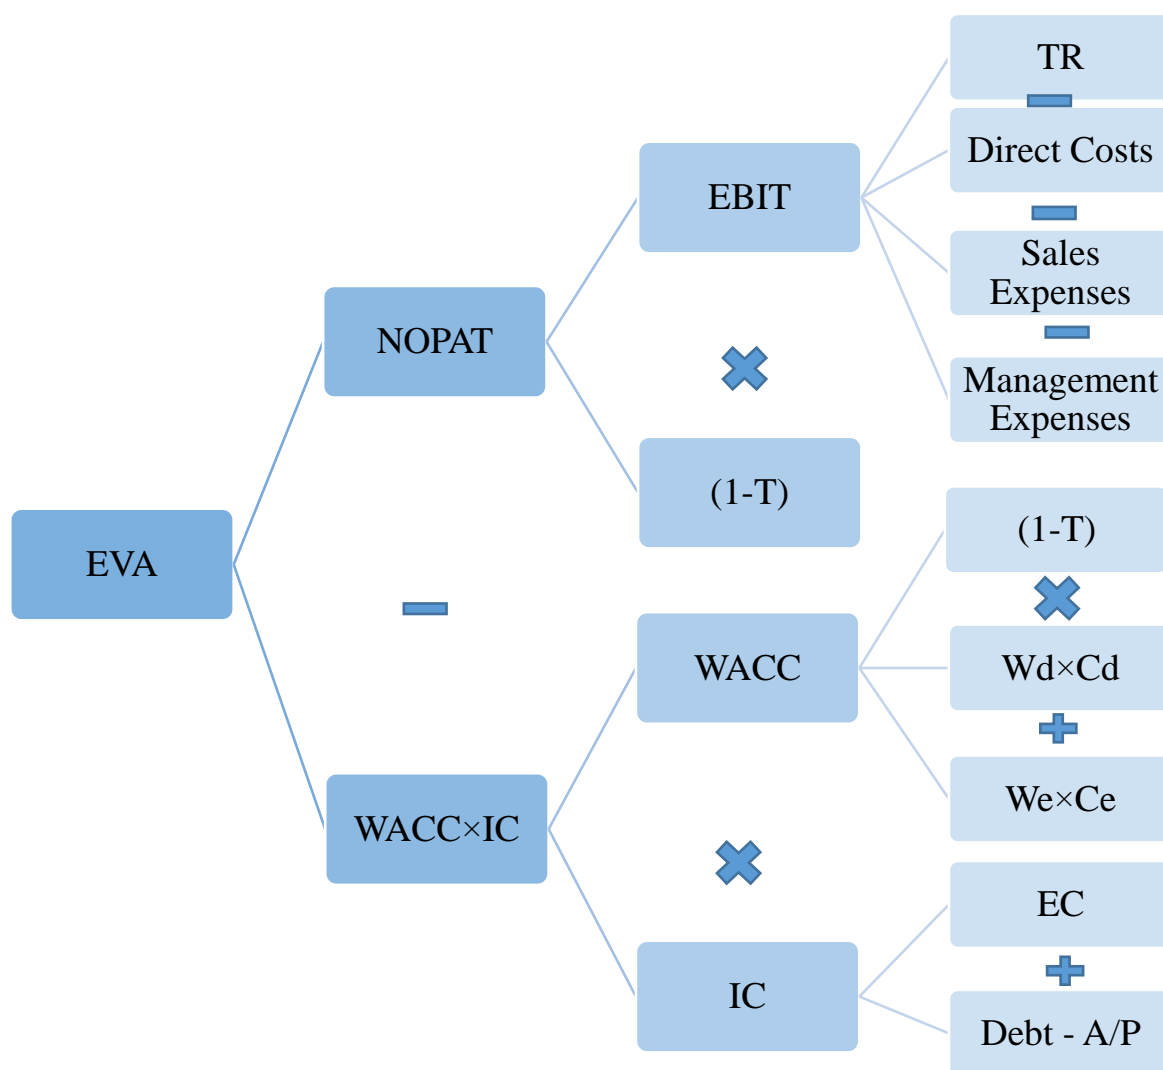 TR
Direct Costs
EBIT
Sales
Expenses
NOPAT
Management
Expenses
(1-T)
(1-T)
EVA
Wd×Cd
WACC
We×Ce
WACC×IC
EC
IC
Debt - A/P